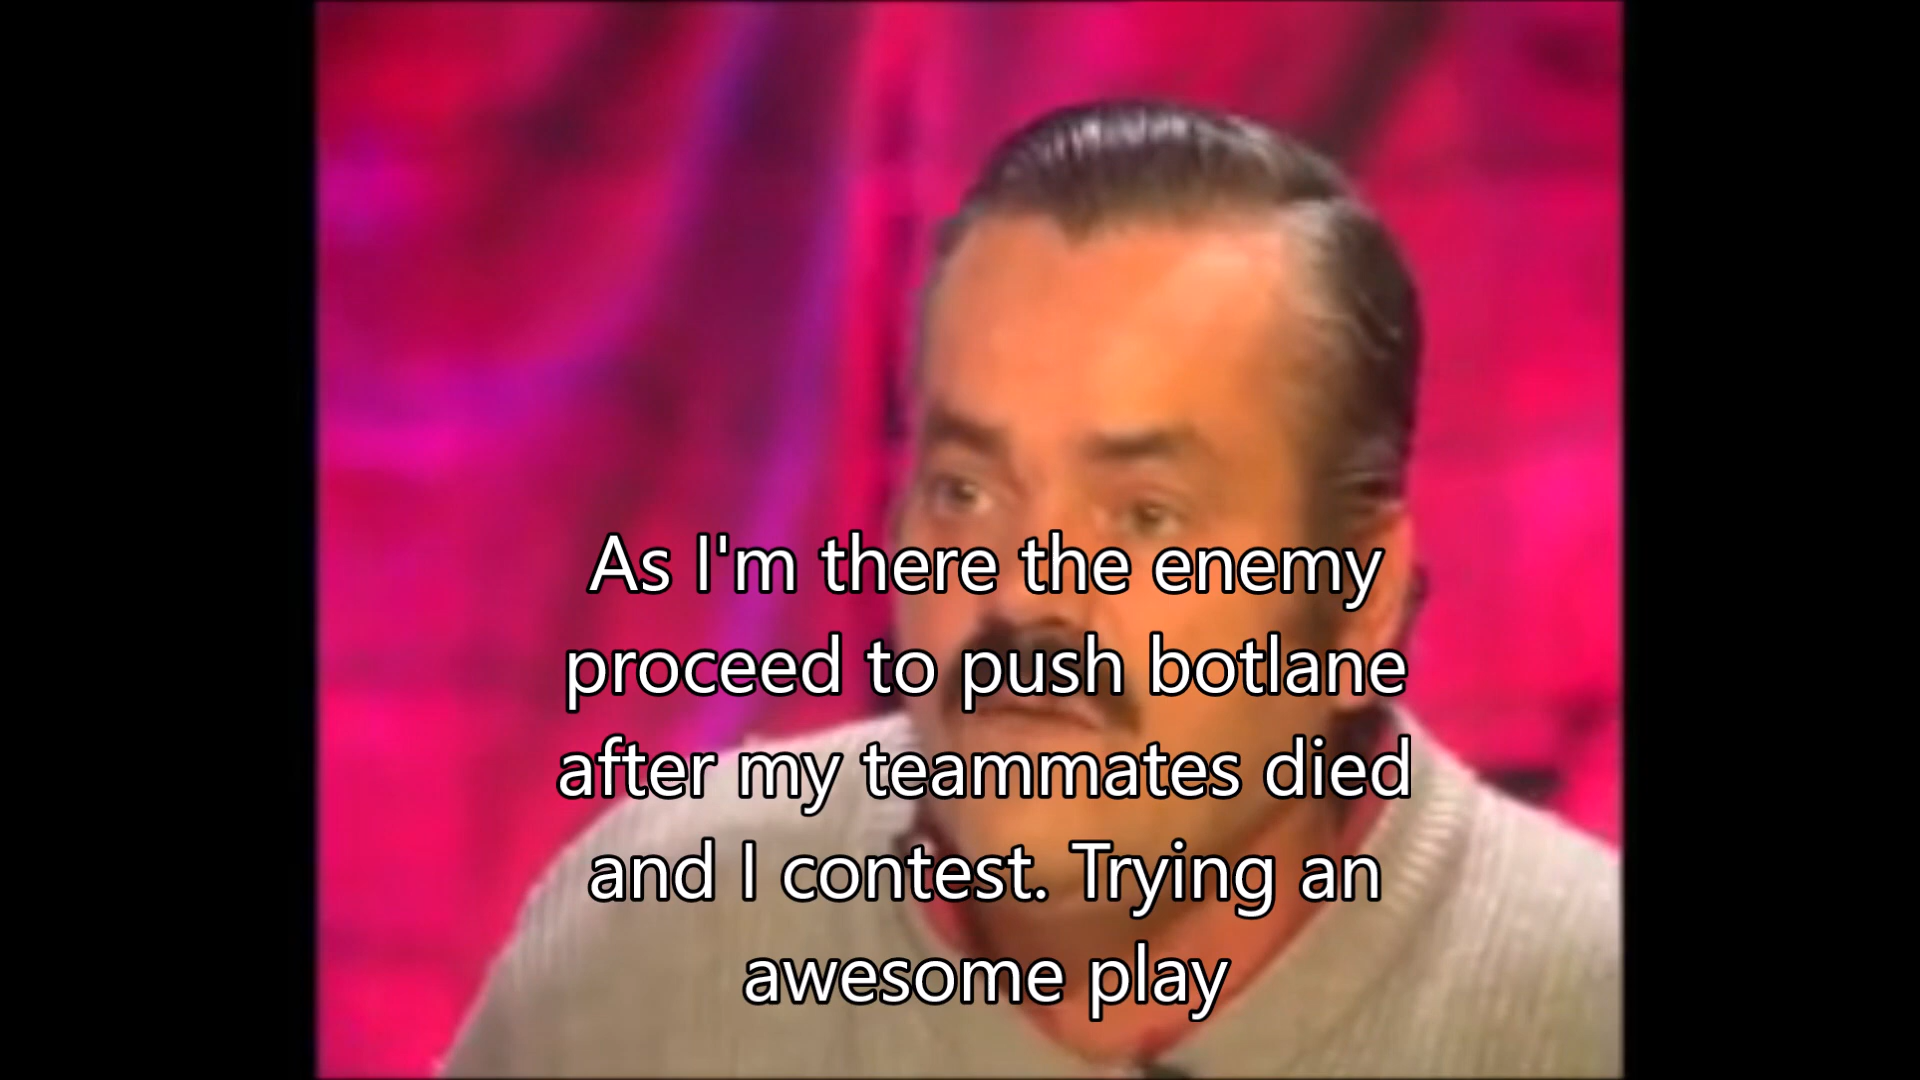 As I'm there the enemy
proceed to push botlane
after my teammates died
and I contest. Trying an
awesome play